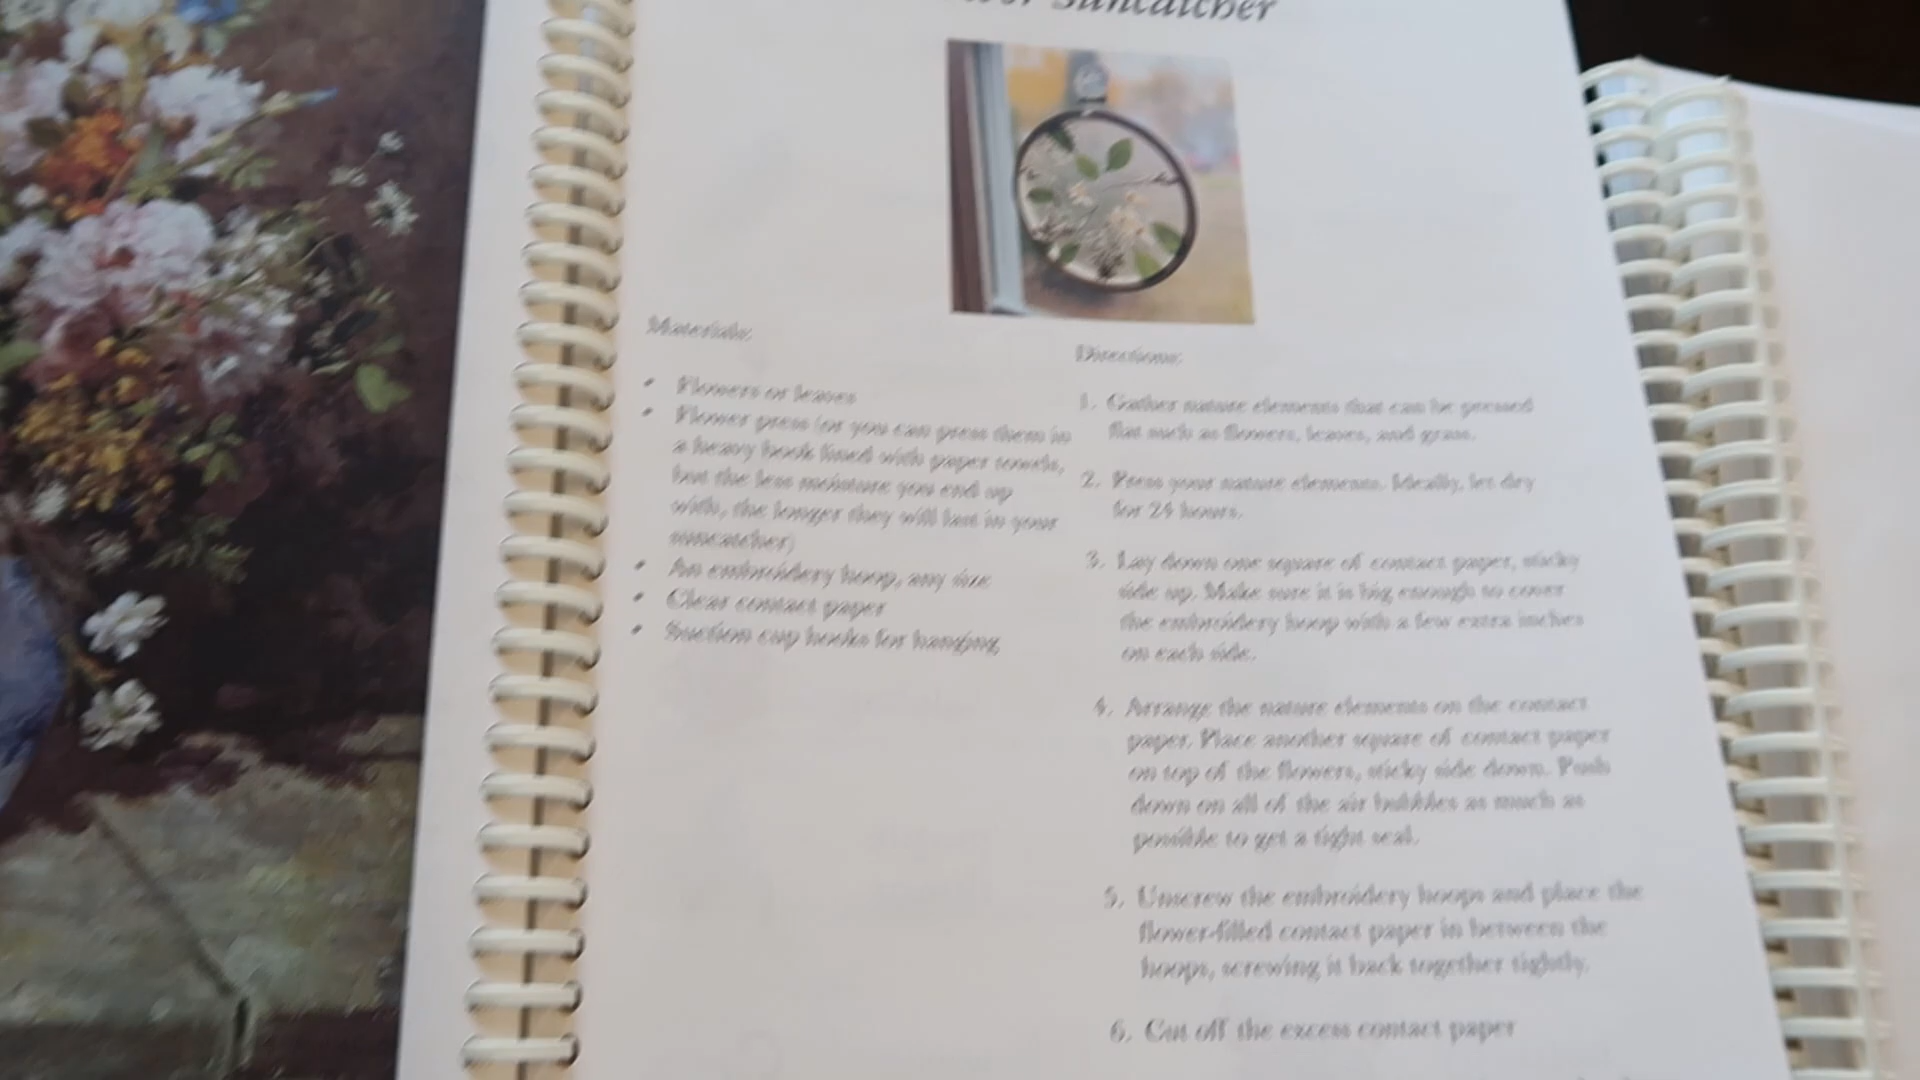 Suncatcher
Materials:
Directions:
• Flowers or leaves
• Flower press (or you can press them in
a heavy book lined with paper towels,
but the less moisture you end up
with, the longer they will last in your
suncatcher)
• An embroidery hoop, any size
• Clear contact paper
• Suction cup hooks for hanging
1. Gather nature elements that can be pressed
flat such as flowers, leaves, and grass.
2. Press your nature elements. Ideally, let dry
for 24 hours.
3. Lay down one square of contact paper, sticky
side up. Make sure it is big enough to cover
the embroidery hoop with a few extra inches
on each side.
4. Arrange the nature elements on the contact
paper. Place another square of contact paper
on top of the flowers, sticky side down. Push
down on all of the air bubbles as much as
possible to get a tight seal.
5. Unscrew the embroidery hoops and place the
flower-filled contact paper in between the
hoops, screwing it back together tightly.
6. Cut off the excess contact paper